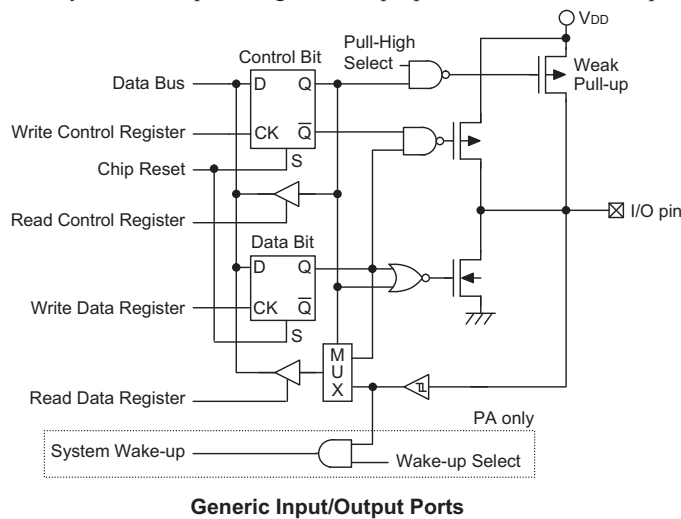 VDD
Control Bit
Pull-High
Select
Weak
Pull-up
Data Bus
D
Q
Write Control Register
CK
Q
S
Chip Reset
I/O pin
Read Control Register
Data Bit
D
Q
Write Data Register
CK
Q
S
M
U
X
Read Data Register
PA only
System Wake-up
Wake-up Select
Generic Input/Output Ports